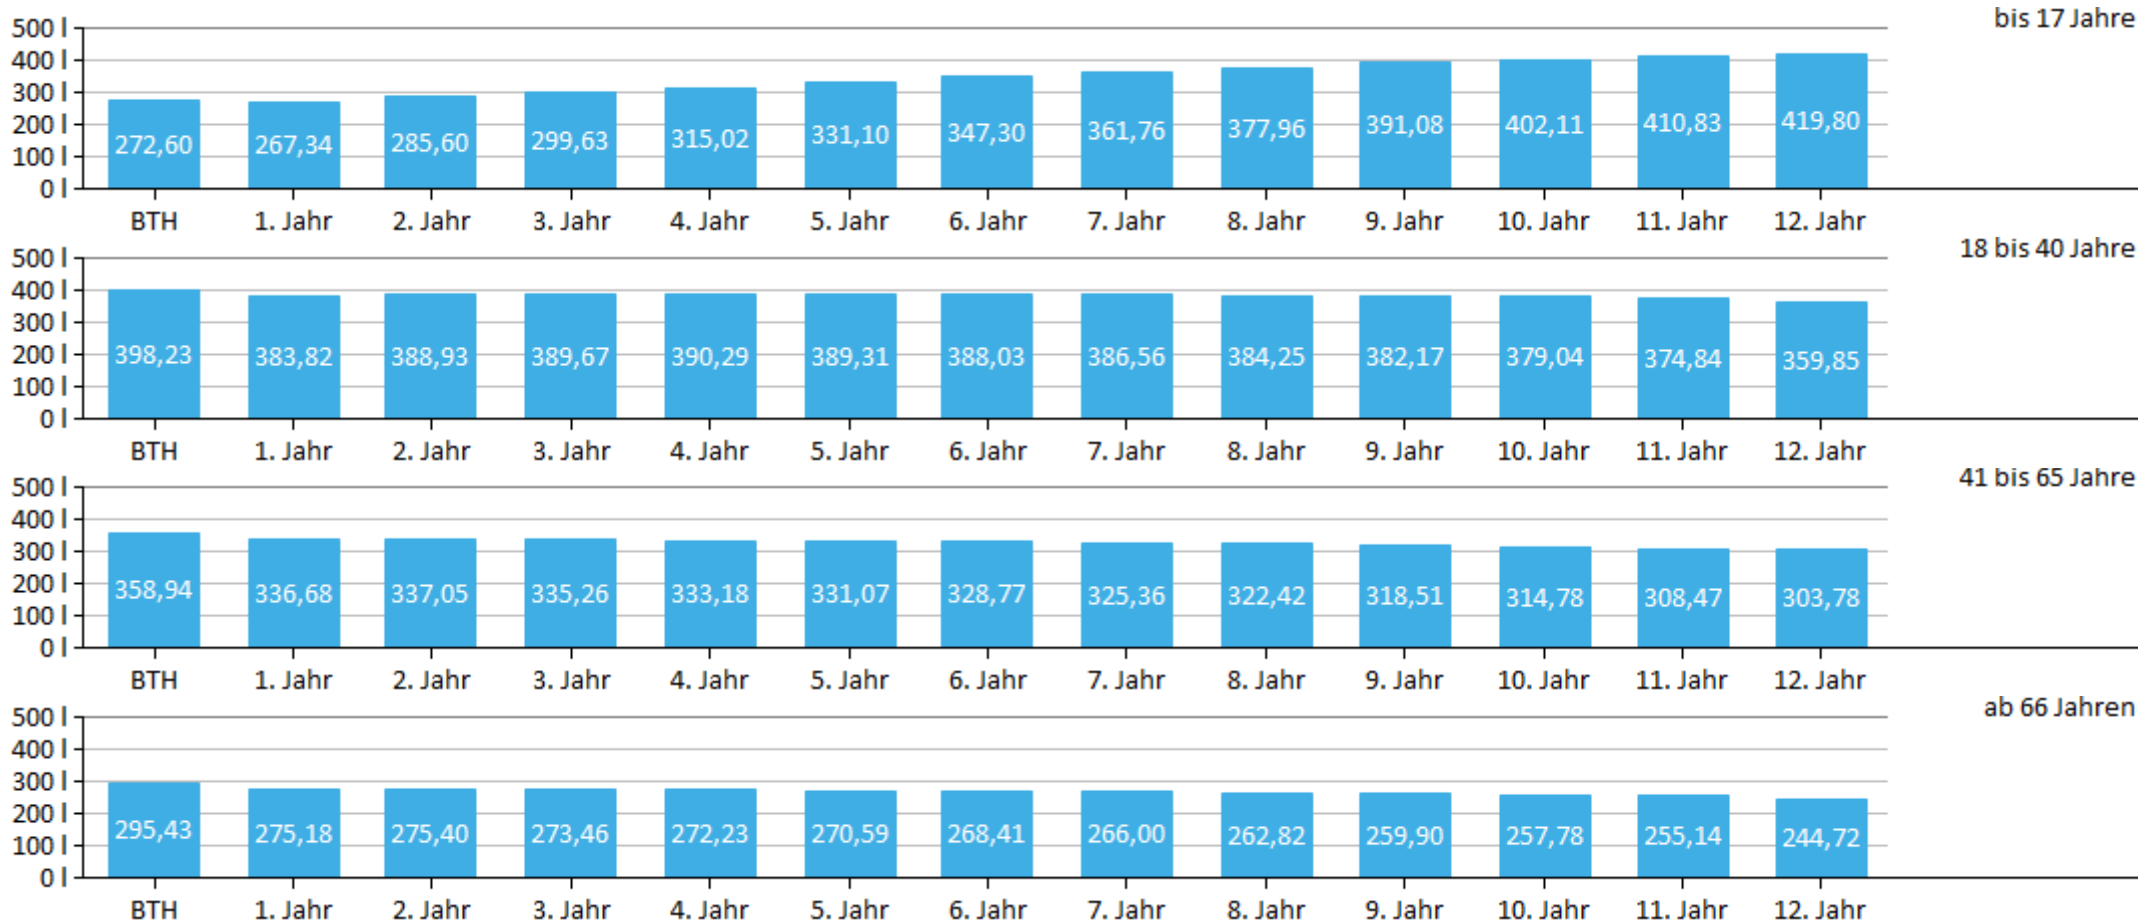 bis 17 Jahre
500 l
400 l
300 l
200 l
100 l
0 l
272,60 267,34 285,60 299,63 315,02 331,10 347,30 361,76 377,96 391,08 402,11 410,83 419,80
BTH 1. Jahr 2. Jahr 3. Jahr 4. Jahr 5. Jahr 6. Jahr 7. Jahr 8. Jahr 9. Jahr 10. Jahr 11. Jahr 12. Jahr
18 bis 40 Jahre
500 l
400 l
300 l
200 l
100 l
0 l
398,23 383,82 388,93 389,67 390,29 389,31 388,03 386,56 384,25 382,17 379,04 374,84 359,85
BTH 1. Jahr 2. Jahr 3. Jahr 4. Jahr 5. Jahr 6. Jahr 7. Jahr 8. Jahr 9. Jahr 10. Jahr 11. Jahr 12. Jahr
41 bis 65 Jahre
500 l
400 l
300 l
200 l
100 l
0 l
358,94 336,68 337,05 335,26 333,18 331,07 328,77 325,36 322,42 318,51 314,78 308,47 303,78
BTH 1. Jahr 2. Jahr 3. Jahr 4. Jahr 5. Jahr 6. Jahr 7. Jahr 8. Jahr 9. Jahr 10. Jahr 11. Jahr 12. Jahr
ab 66 Jahren
500 l
400 l
300 l
200 l
100 l
0 l
295,43 275,18 275,40 273,46 272,23 270,59 268,41 266,00 262,82 259,90 257,78 255,14 244,72
BTH 1. Jahr 2. Jahr 3. Jahr 4. Jahr 5. Jahr 6. Jahr 7. Jahr 8. Jahr 9. Jahr 10. Jahr 11. Jahr 12. Jahr